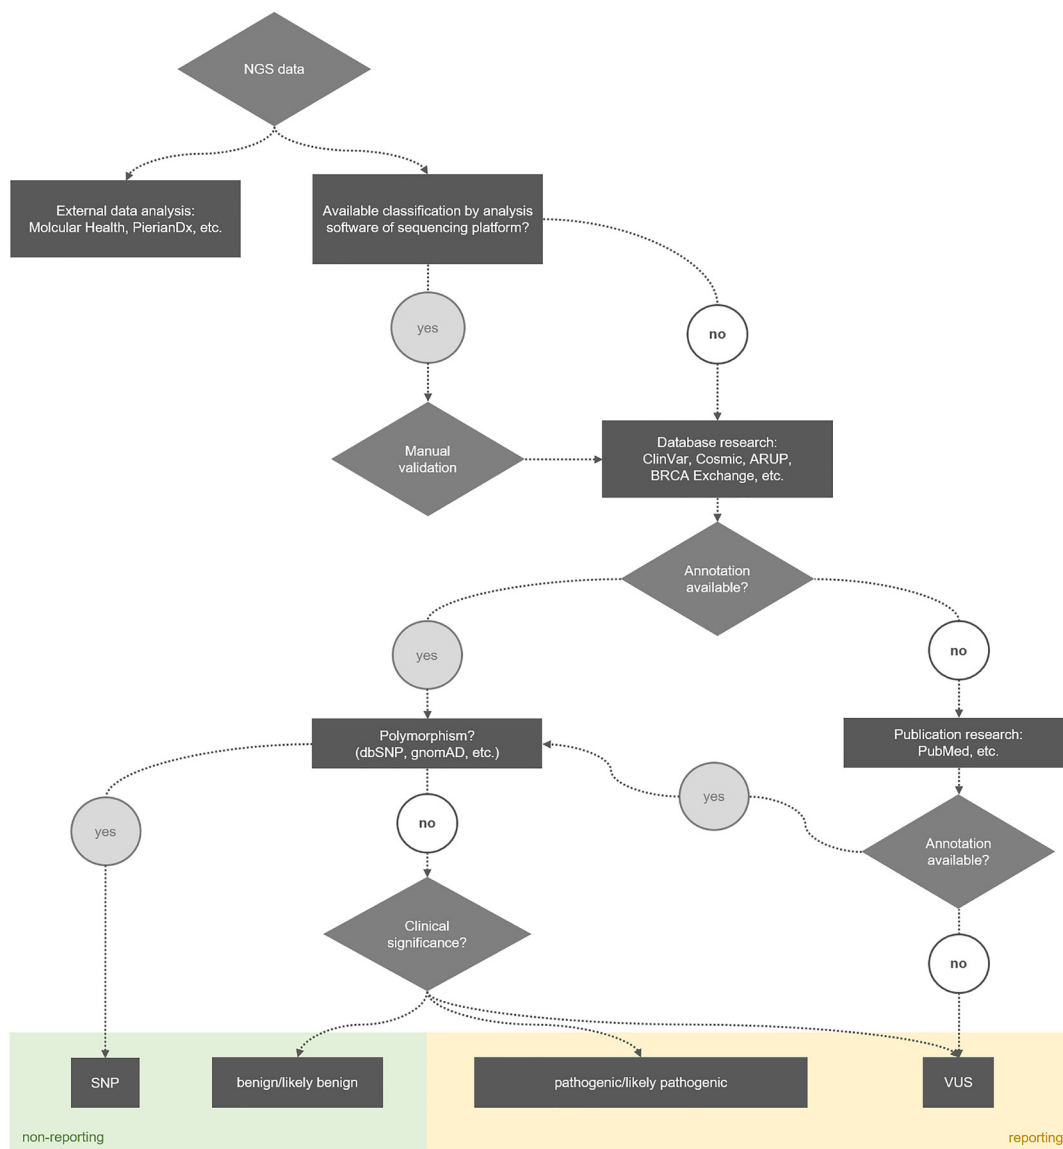 NGS data
External data analysis:
Molcular Health, PierianDx, etc.
Available classification by analysis
software of sequencing platform?
yes
no
Manual
validation
Database research:
ClinVar, Cosmic, ARUP,
BRCA Exchange, etc.
Annotation
available?
yes
no
Polymorphism?
(dbSNP, gnomAD, etc.)
Publication research:
PubMed, etc.
yes
yes
no
Annotation
available?
Clinical
significance?
no
SNP
benign/likely benign
pathogenic/likely pathogenic
VUS
non-reporting
reporting